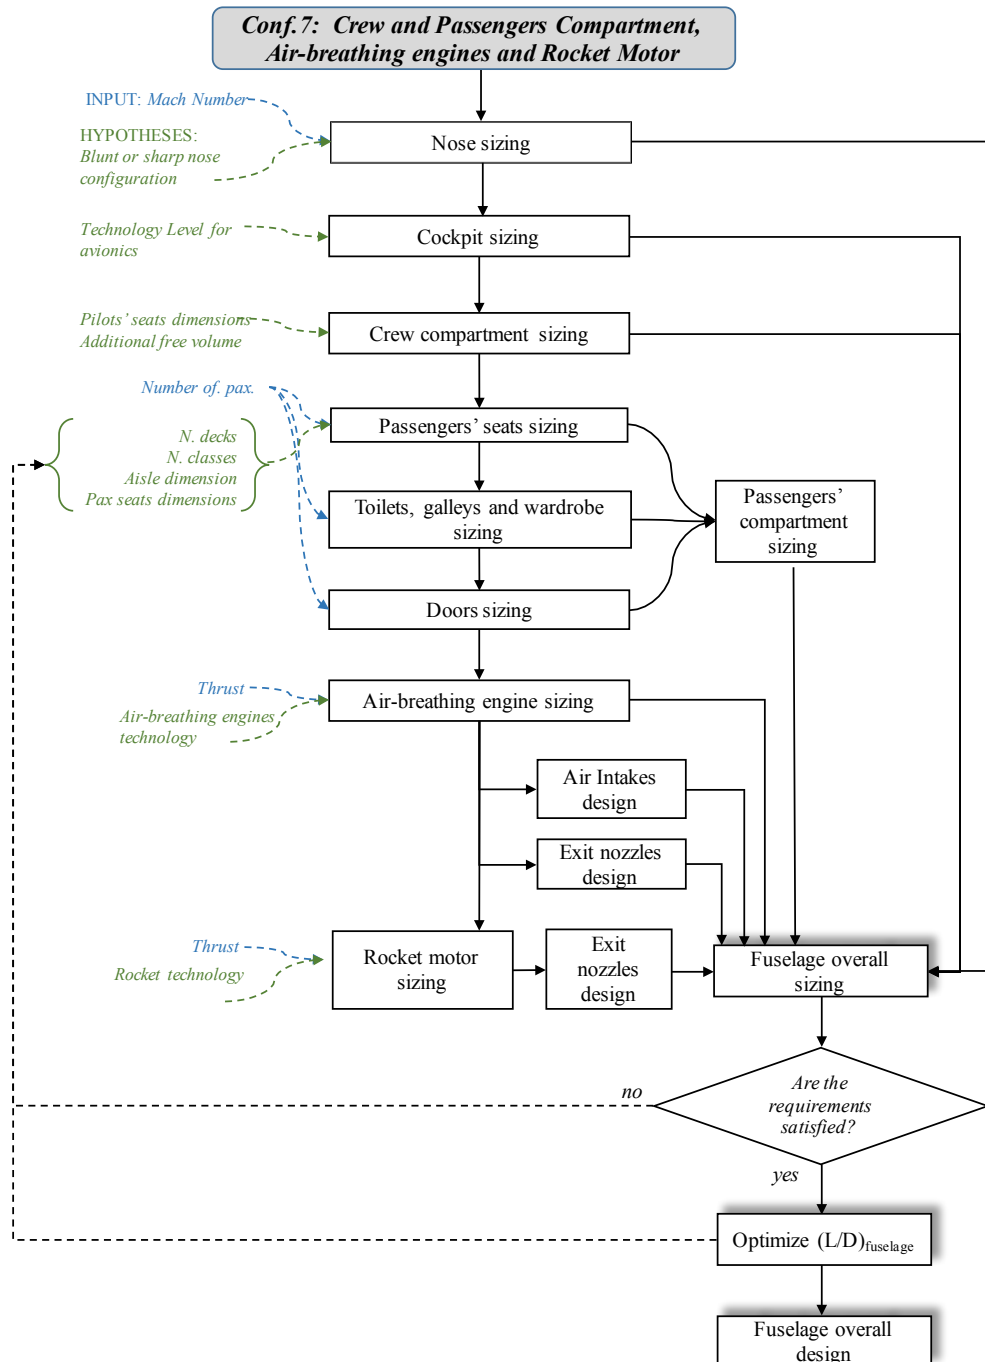 Conf.7: Crew and Passengers Compartment,
Air-breathing engines and Rocket Motor
INPUT: Mach Number
HYPOTHESES:
Blunt or sharp nose
configuration
Nose sizing
Technology Level for
avionics
Cockpit sizing
Pilots' seats dimensions
Additional free volume
Crew compartment sizing
Number of. pax.
N. decks
N. classes
Aisle dimension
Pax seats dimensions
Passengers' seats sizing
Toilets, galleys and wardrobe
sizing
Doors sizing
Passengers'
compartment
sizing
Thrust
Air-breathing engines
technology
Air-breathing engine sizing
Air Intakes
design
Exit nozzles
design
Thrust
Rocket technology
Rocket motor
sizing
Exit
nozzles
design
Fuselage overall
sizing
Are the
requirements
satisfied?
no
yes
Optimize (L/D)fuselage
Fuselage overall
design